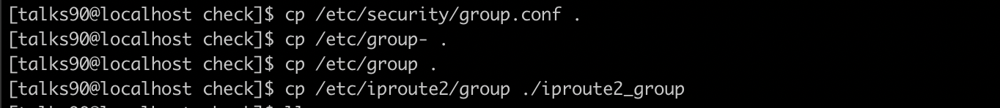 [talks90@localhost check]$ cp /etc/security/group.conf .
[talks90@localhost check]$ cp /etc/group- .
[talks90@localhost check]$ cp /etc/group .
[talks90@localhost check]$ cp /etc/iproute2/group ./iproute2_group